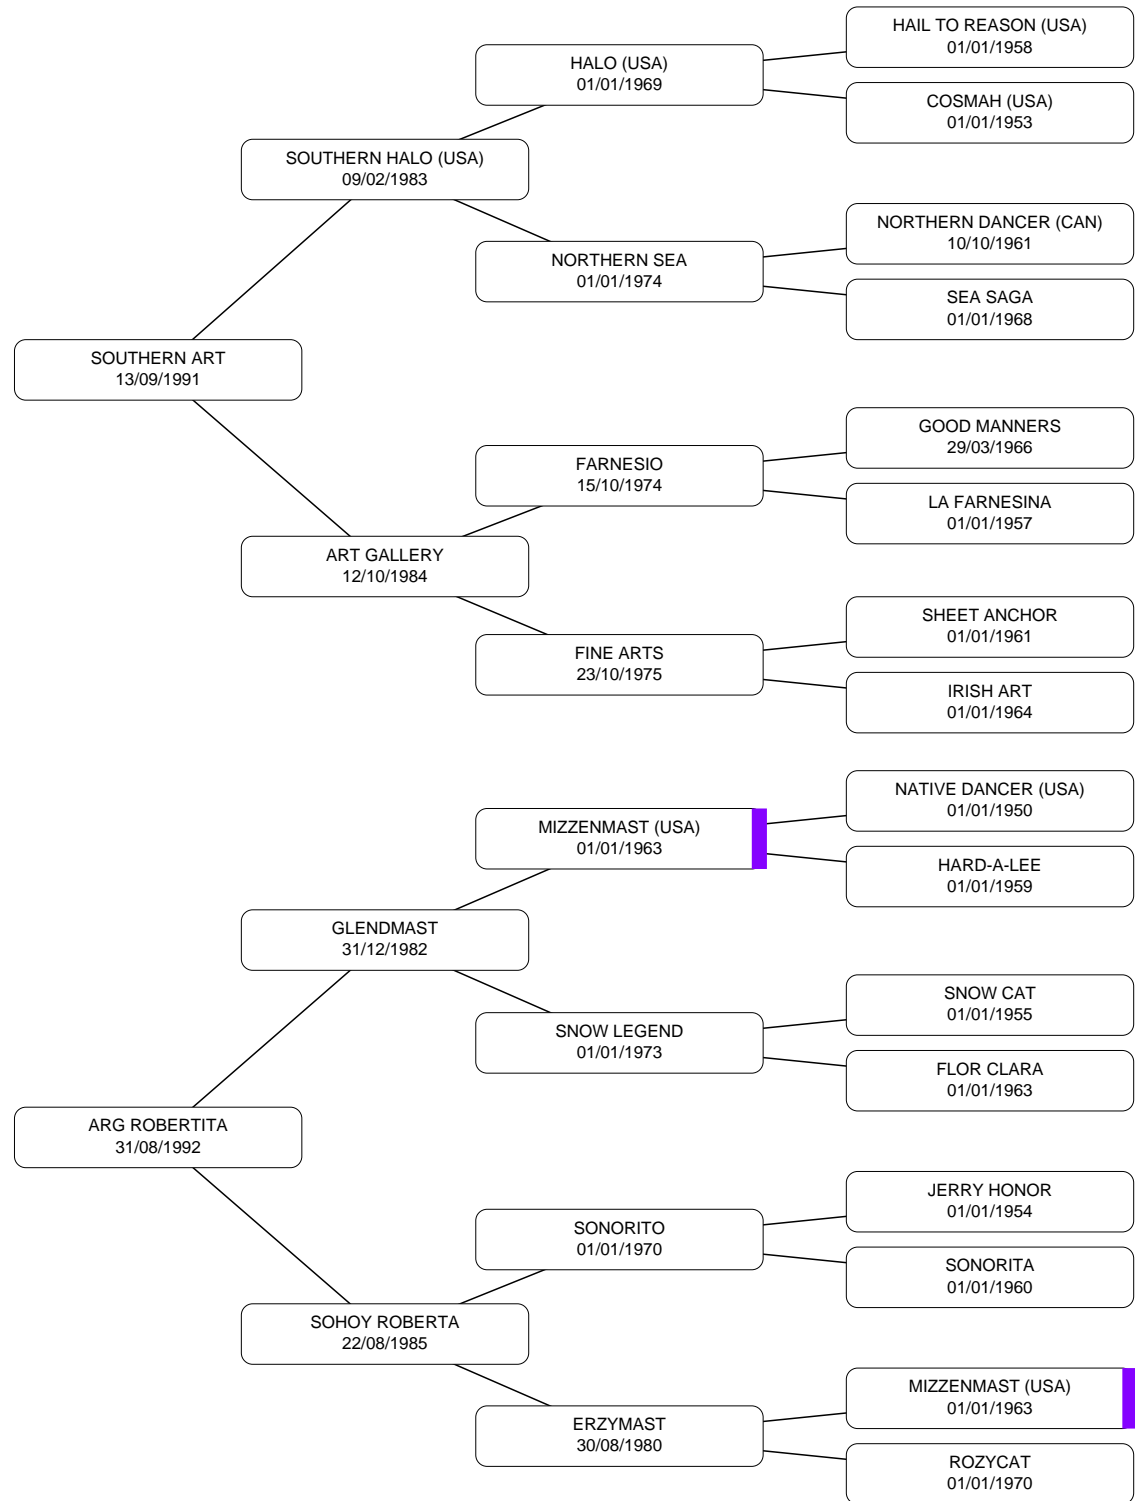 HAIL TO REASON (USA)
01/01/1958
HALO (USA)
01/01/1969
COSMAH (USA)
01/01/1953
SOUTHERN HALO (USA)
09/02/1983
NORTHERN DANCER (CAN)
10/10/1961
NORTHERN SEA
01/01/1974
SEA SAGA
01/01/1968
SOUTHERN ART
13/09/1991
GOOD MANNERS
29/03/1966
FARNESIO
15/10/1974
LA FARNESINA
01/01/1957
ART GALLERY
12/10/1984
SHEET ANCHOR
01/01/1961
FINE ARTS
23/10/1975
IRISH ART
01/01/1964
NATIVE DANCER (USA)
01/01/1950
MIZZENMAST (USA)
01/01/1963
HARD-A-LEE
01/01/1959
GLENDMAST
31/12/1982
SNOW CAT
01/01/1955
SNOW LEGEND
01/01/1973
FLOR CLARA
01/01/1963
ARG ROBERTITA
31/08/1992
JERRY HONOR
01/01/1954
SONORITO
01/01/1970
SONORITA
01/01/1960
SOHOY ROBERTA
22/08/1985
MIZZENMAST (USA)
01/01/1963
ERZYMAST
30/08/1980
ROZYCAT
01/01/1970